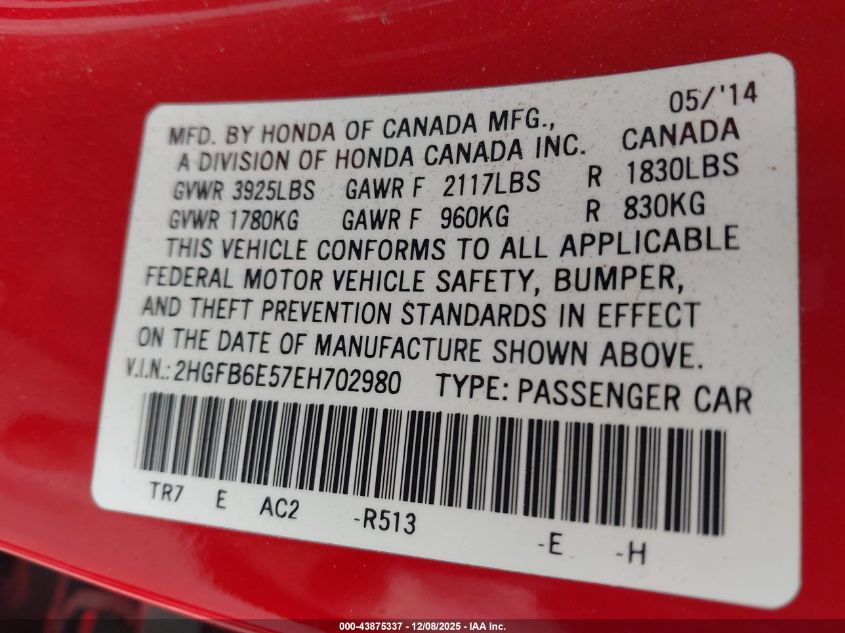 05/'14
MFD. BY HONDA OF CANADA MFG.,
A DIVISION OF HONDA CANADA INC. CANADA
GVWR 3925LBS GAWR F 2117LBS R 1830LBS
GVWR 1780KG GAWR F 960KG R 830KG
THIS VEHICLE CONFORMS TO ALL APPLICABLE
FEDERAL MOTOR VEHICLE SAFETY, BUMPER,
AND THEFT PREVENTION STANDARDS IN EFFECT
ON THE DATE OF MANUFACTURE SHOWN ABOVE.
V.I.N.: 2HGFB6E57EH702980 TYPE: PASSENGER CAR
TR7 E AC2 -R513 -E -H
000-43875337 - 12/08/2025 - IAA Inc.